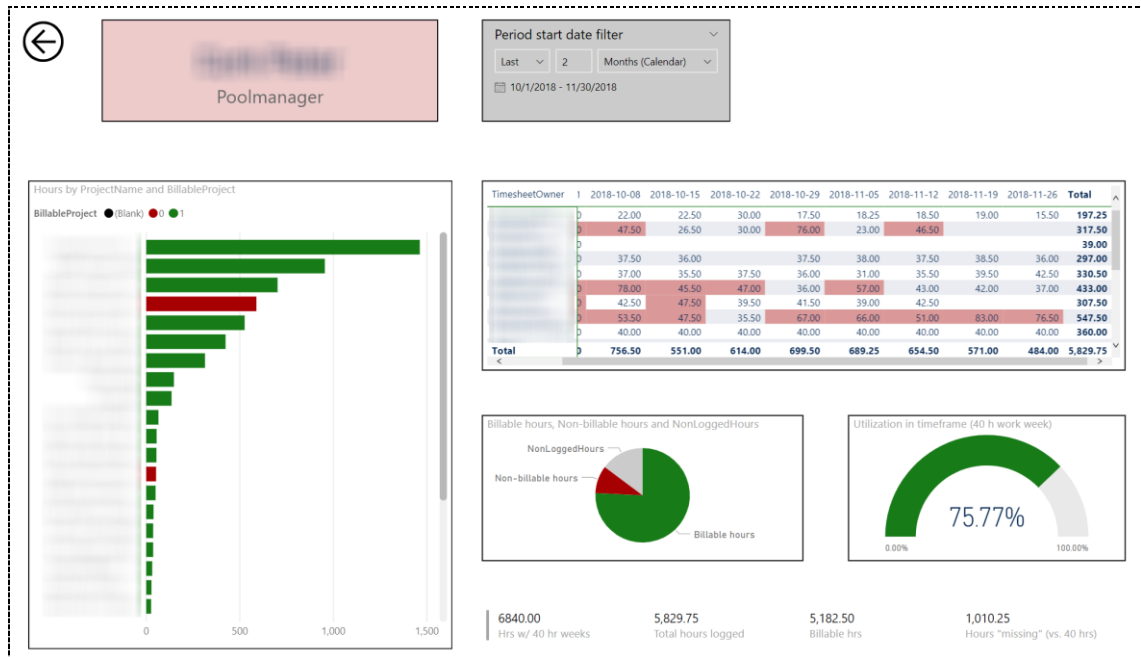 Poolmanager
Period start date filter
Last 2 Months (Calendar)
10/1/2018 - 11/30/2018
Hours by ProjectName and BillableProject
BillableProject (Blank) 0 1
0 500 1,000 1,500
TimesheetOwner 1 2018-10-08 2018-10-15 2018-10-22 2018-10-29 2018-11-05 2018-11-12 2018-11-19 2018-11-26 Total
0 22.00 22.50 30.00 17.50 18.25 18.50 19.00 15.50 197.25
0 47.50 26.50 30.00 76.00 23.00 46.50 317.50
0 39.00
0 37.50 36.00 37.50 38.00 37.50 38.50 36.00 297.00
0 37.00 35.50 37.50 36.00 31.00 35.50 39.50 42.50 330.50
0 78.00 45.50 47.00 36.00 57.00 43.00 42.00 37.00 433.00
0 42.50 47.50 39.50 41.50 39.00 42.50 307.50
0 53.50 47.50 35.50 67.00 66.00 51.00 83.00 76.50 547.50
0 40.00 40.00 40.00 40.00 40.00 40.00 40.00 40.00 360.00
Total 0 756.50 551.00 614.00 699.50 689.25 654.50 571.00 484.00 5,829.75
Billable hours, Non-billable hours and NonLoggedHours
NonLoggedHours
Non-billable hours
Billable hours
Utilization in timeframe (40 h work week)
75.77%
0.00% 100.00%
6840.00 5,829.75 5,182.50 1,010.25
Hrs w/ 40 hr weeks Total hours logged Billable hrs Hours "missing" (vs. 40 hrs)